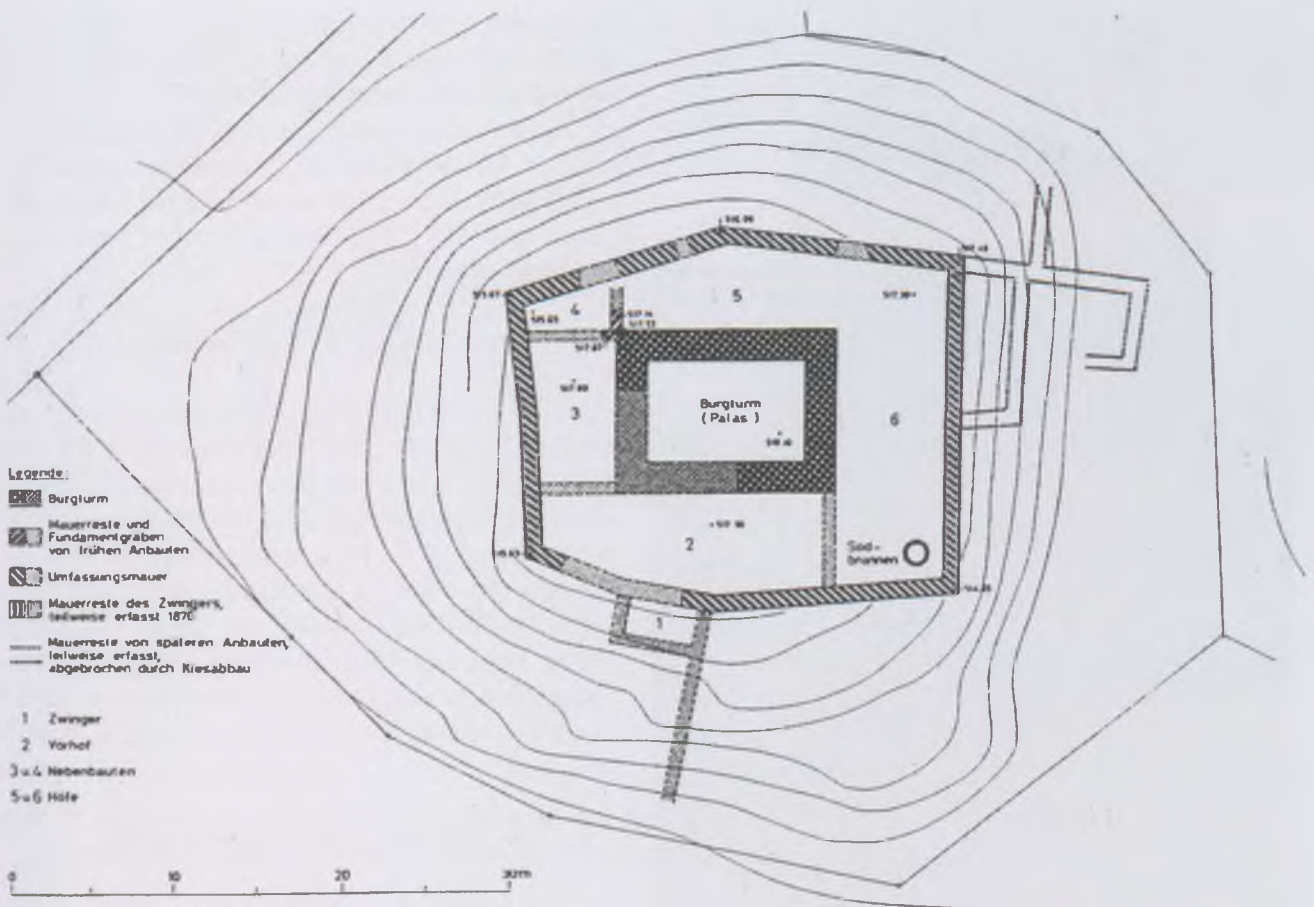 5
4
3
Burgturm
(Palas)
6
2
Sod-
brunnen
1
Legende:
Burgturm
Mauerreste und
Fundamentgraben
von frühen Anbauten
Umfassungsmauer
Mauerreste des Zwingers,
teilweise erfasst 1870
Mauerreste von späteren Anbauten,
teilweise erfasst,
abgebrochen durch Kiesabbau
1 Zwinger
2 Vorhof
3 u.4 Nebenbauten
5 u 6 Höfe
0 10 20 30m